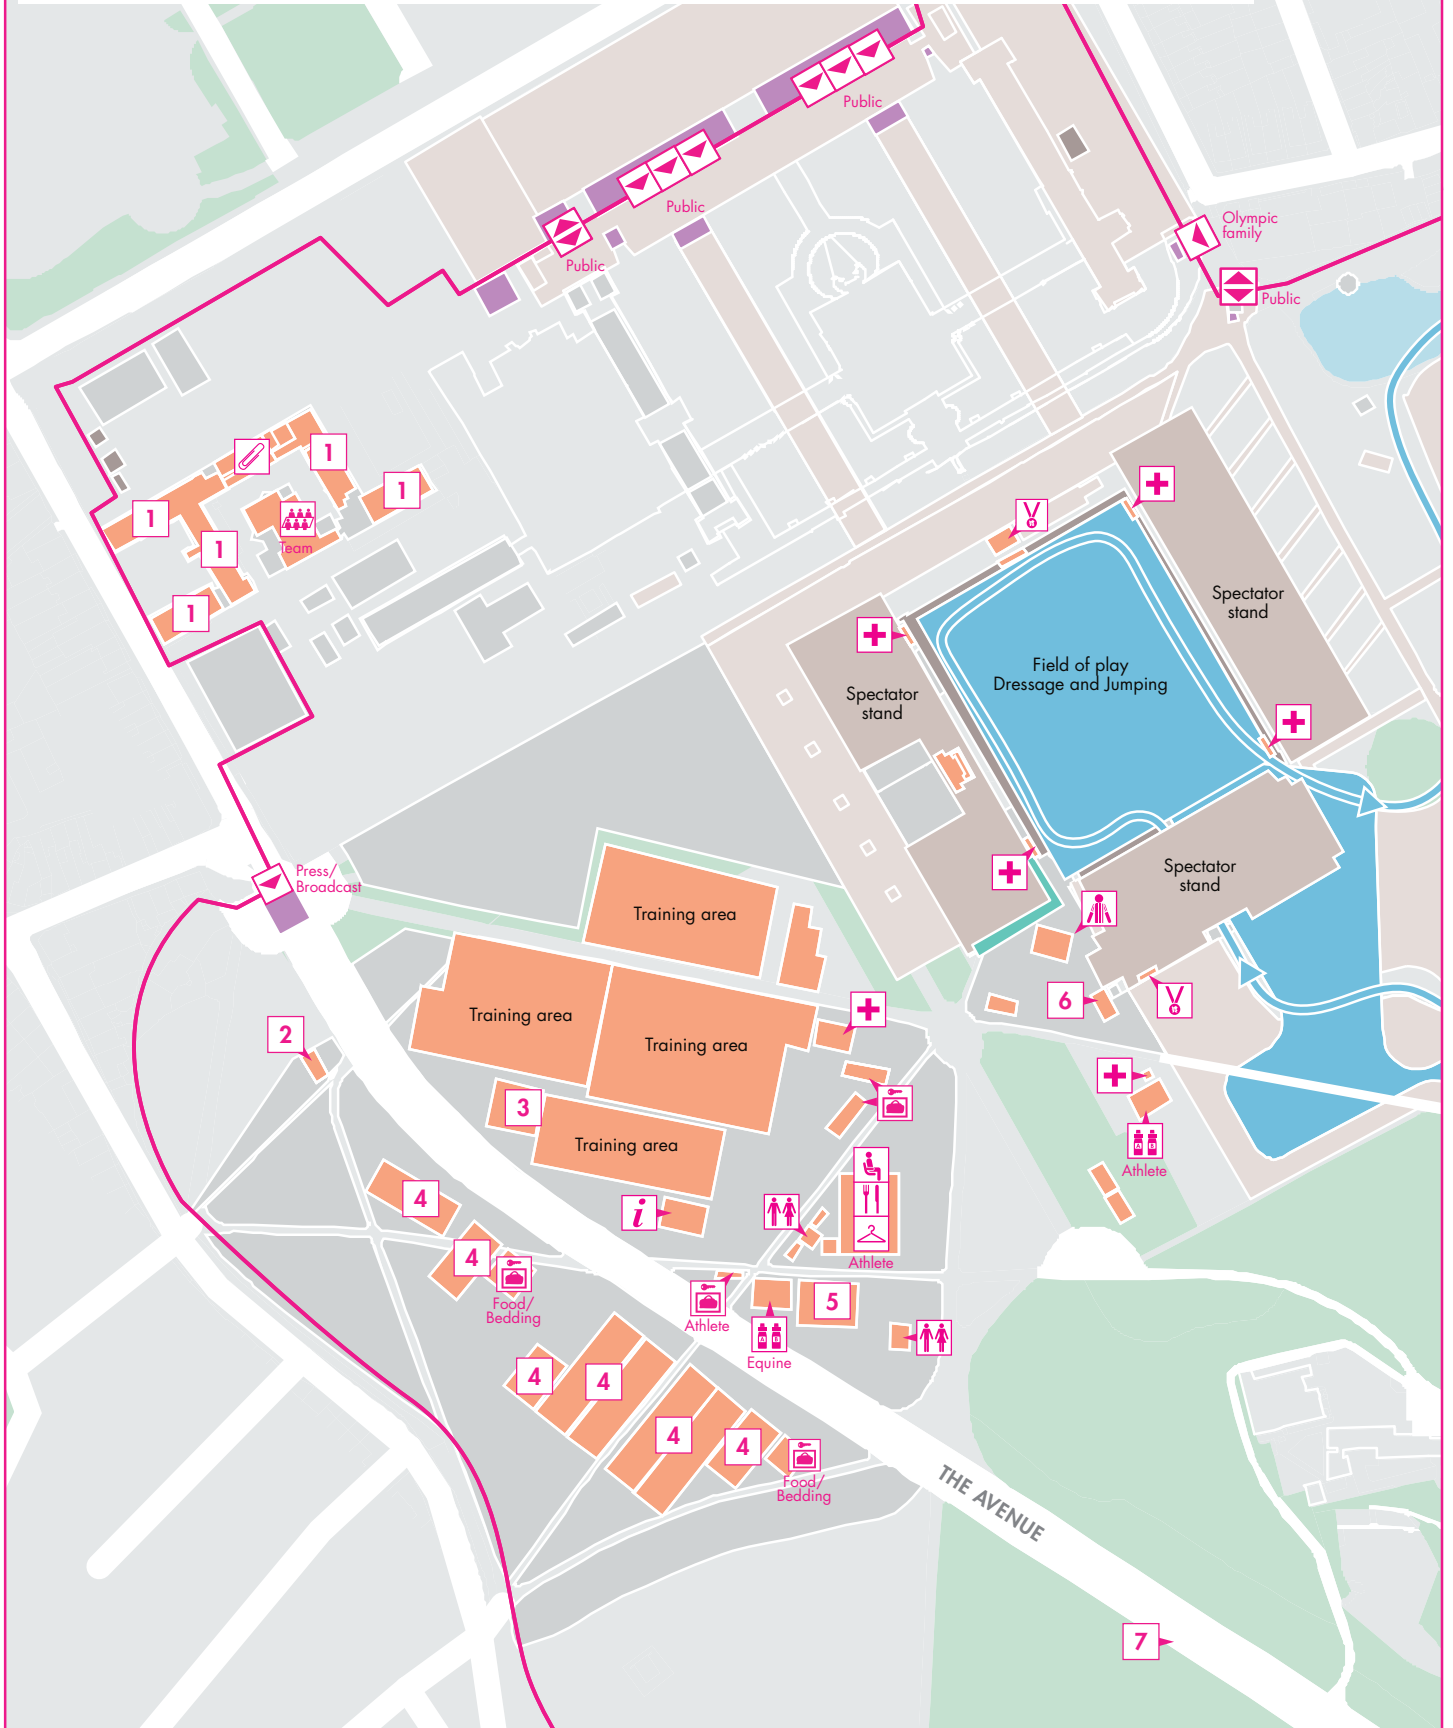 Public
Public
Olympic
family
Public
Public
1
1
1
Team
1
1
Spectator
stand
Field of play
Dressage and Jumping
Spectator
stand
Spectator
stand
Press/
Broadcast
Training area
Training area
Training area
6
2
3
Training area
Athlete
4
i
4
Athlete
Food/
Bedding
5
Athlete
Equine
4
4
4
4
Food/
Bedding
THE AVENUE
7